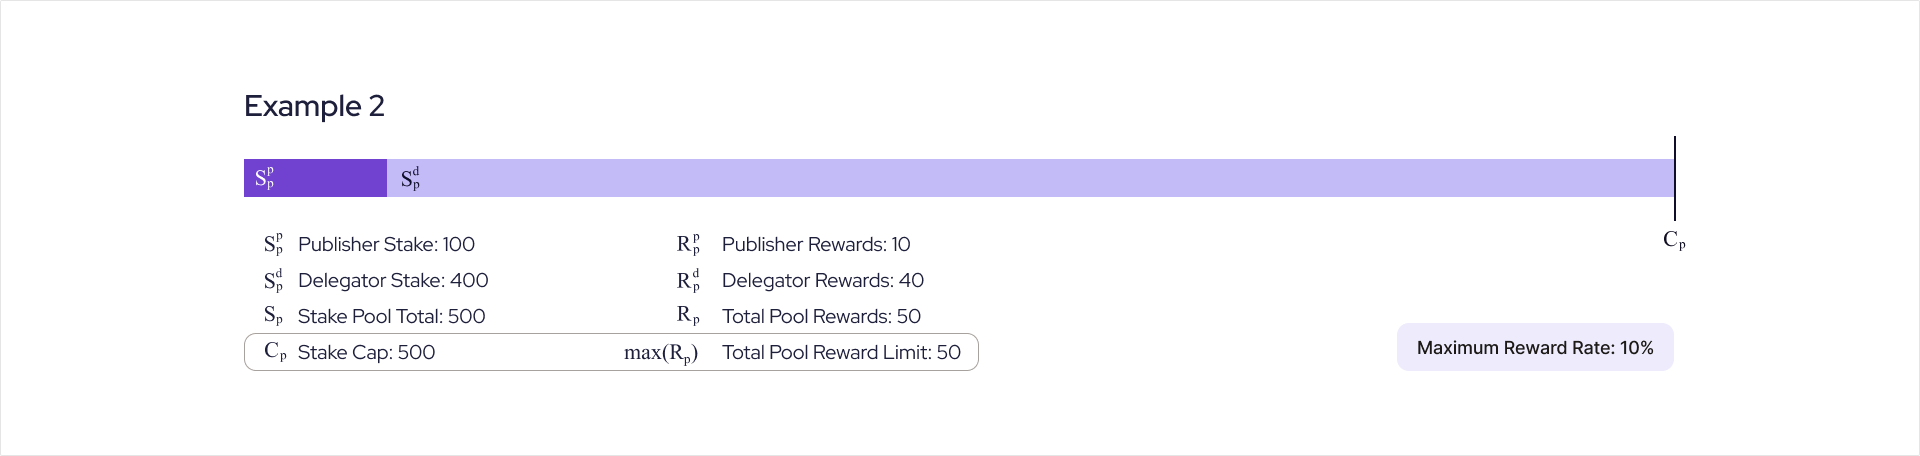 Example 2
S_p^p S_p^d
C_p
S_p^p Publisher Stake: 100 R_p^p Publisher Rewards: 10
S_p^d Delegator Stake: 400 R_p^d Delegator Rewards: 40
S_p Stake Pool Total: 500 R_p Total Pool Rewards: 50
C_p Stake Cap: 500 max(R_p) Total Pool Reward Limit: 50
Maximum Reward Rate: 10%